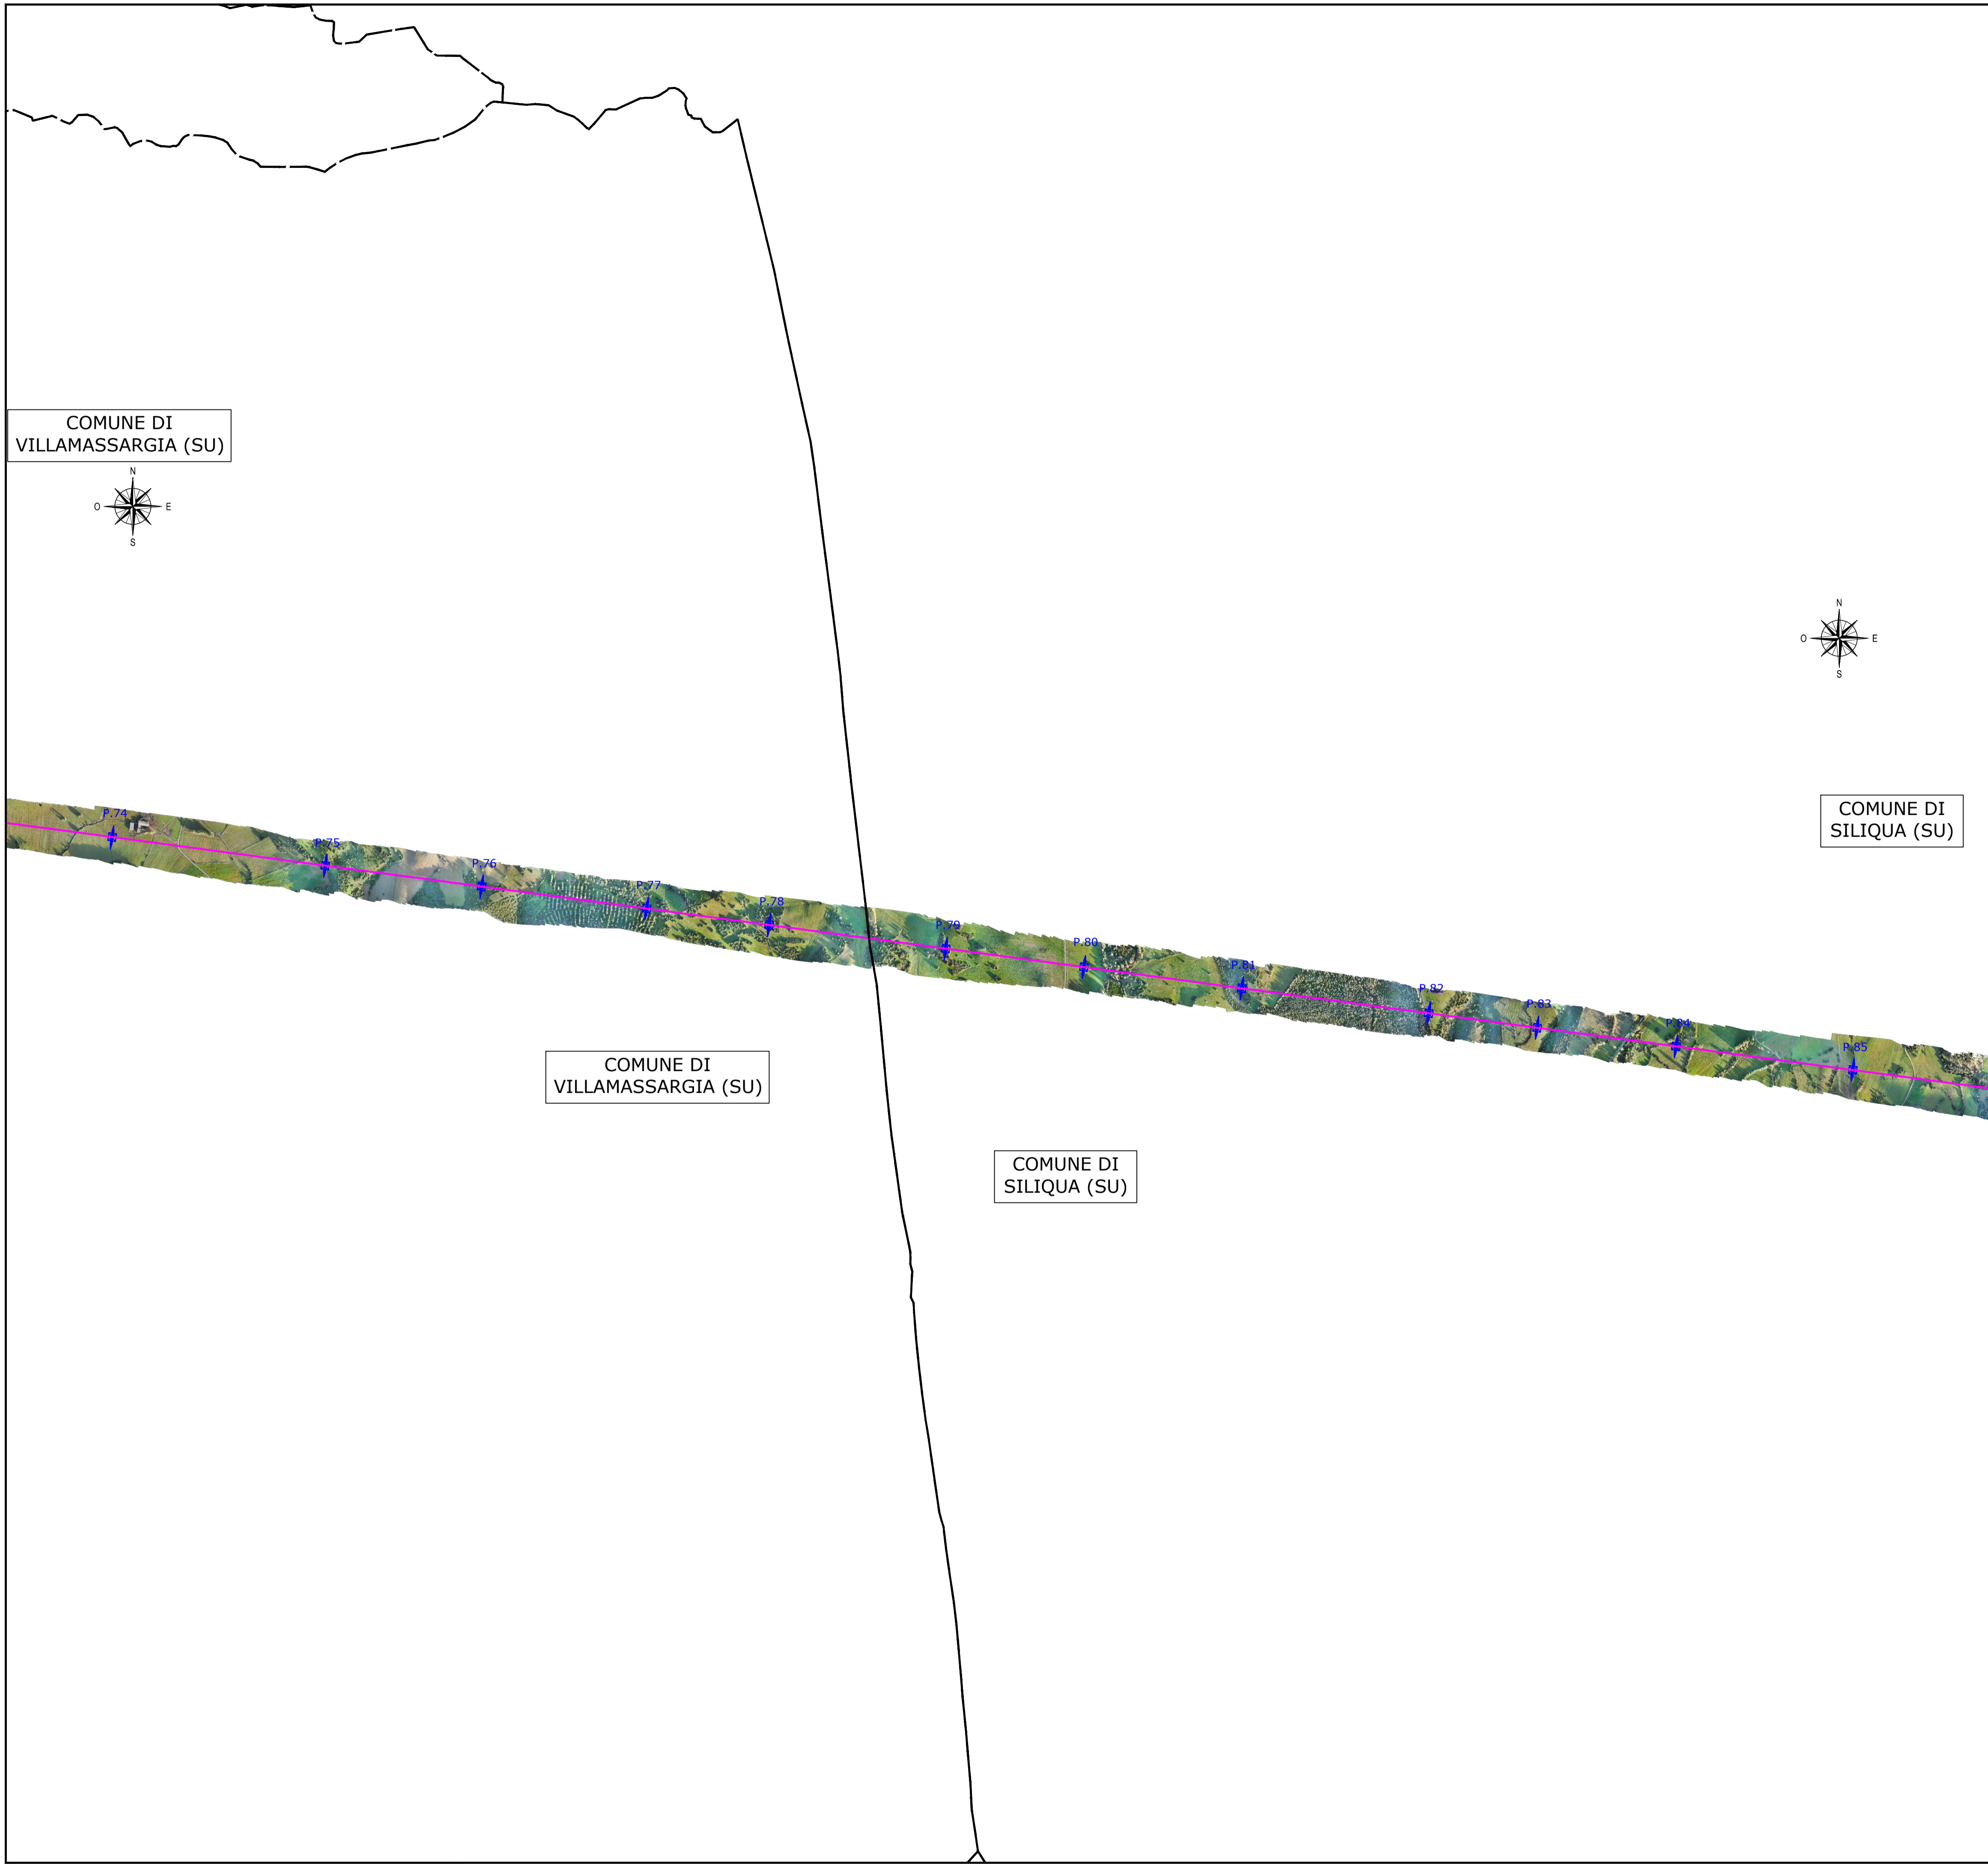 COMUNE DI
VILLAMASSARGIA (SU)
N
O E
S
N
O E
S
COMUNE DI
SILIQUA (SU)
P.74
P.75
P.76
P.77
P.78
P.79
P.80
P.81
P.82
P.83
P.84
P.85
COMUNE DI
VILLAMASSARGIA (SU)
COMUNE DI
SILIQUA (SU)